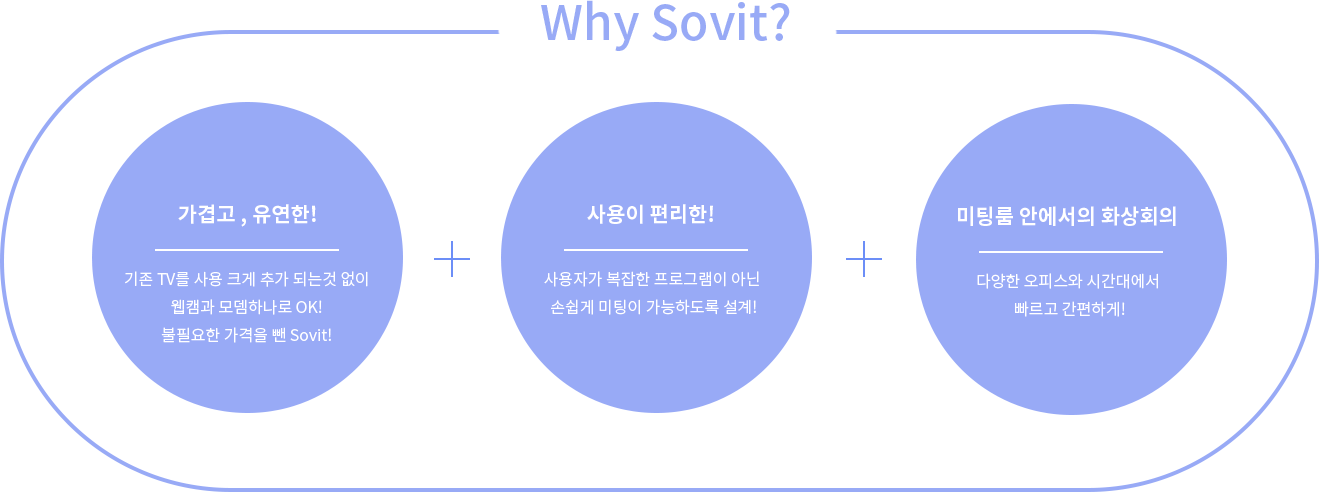 Why Sovit?
가겹고 , 유연한!
기존 TV를 사용 크게 추가 되는것 없이
웹캠과 모뎀하나로 OK!
불필요한 가격을 뺀 Sovit!
사용이 편리한!
사용자가 복잡한 프로그램이 아닌
손쉽게 미팅이 가능하도록 설계!
미팅룸 안에서의 화상회의
다양한 오피스와 시간대에서
빠르고 간편하게!